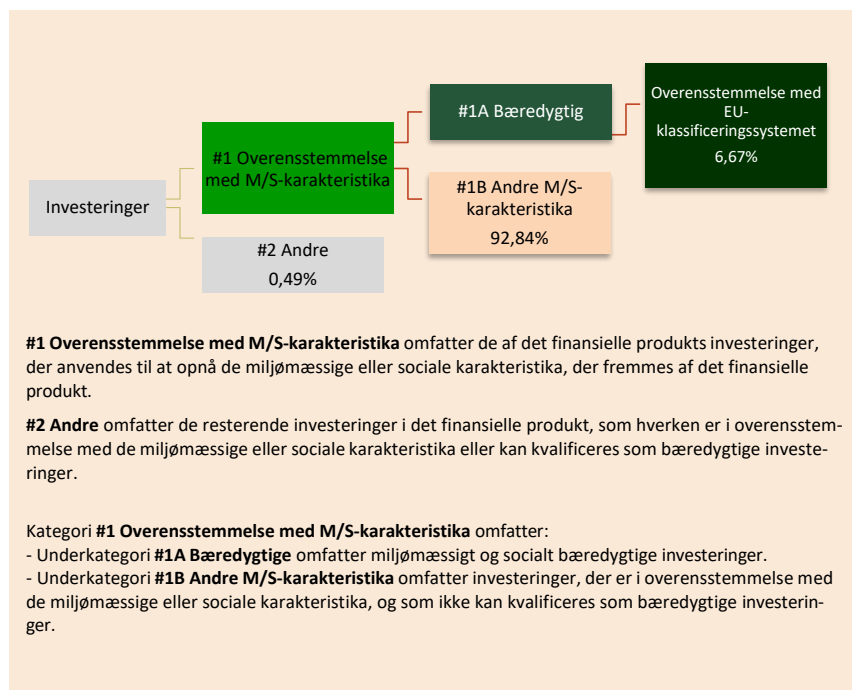 Investeringer
#1 Overensstemmelse
med M/S-karakteristika
#2 Andre
0,49%
#1A Bæredygtig
#1B Andre M/S-
karakteristika
92,84%
Overensstemmelse med
EU-
klassificeringssystemet
6,67%
#1 Overensstemmelse med M/S-karakteristika omfatter de af det finansielle produkts investeringer,
der anvendes til at opnå de miljømæssige eller sociale karakteristika, der fremmes af det finansielle
produkt.
#2 Andre omfatter de resterende investeringer i det finansielle produkt, som hverken er i overensstem-
melse med de miljømæssige eller sociale karakteristika eller kan kvalificeres som bæredygtige investe-
ringer.
Kategori #1 Overensstemmelse med M/S-karakteristika omfatter:
- Underkategori #1A Bæredygtige omfatter miljømæssigt og socialt bæredygtige investeringer.
- Underkategori #1B Andre M/S-karakteristika omfatter investeringer, der er i overensstemmelse med
de miljømæssige eller sociale karakteristika, og som ikke kan kvalificeres som bæredygtige investerin-
ger.